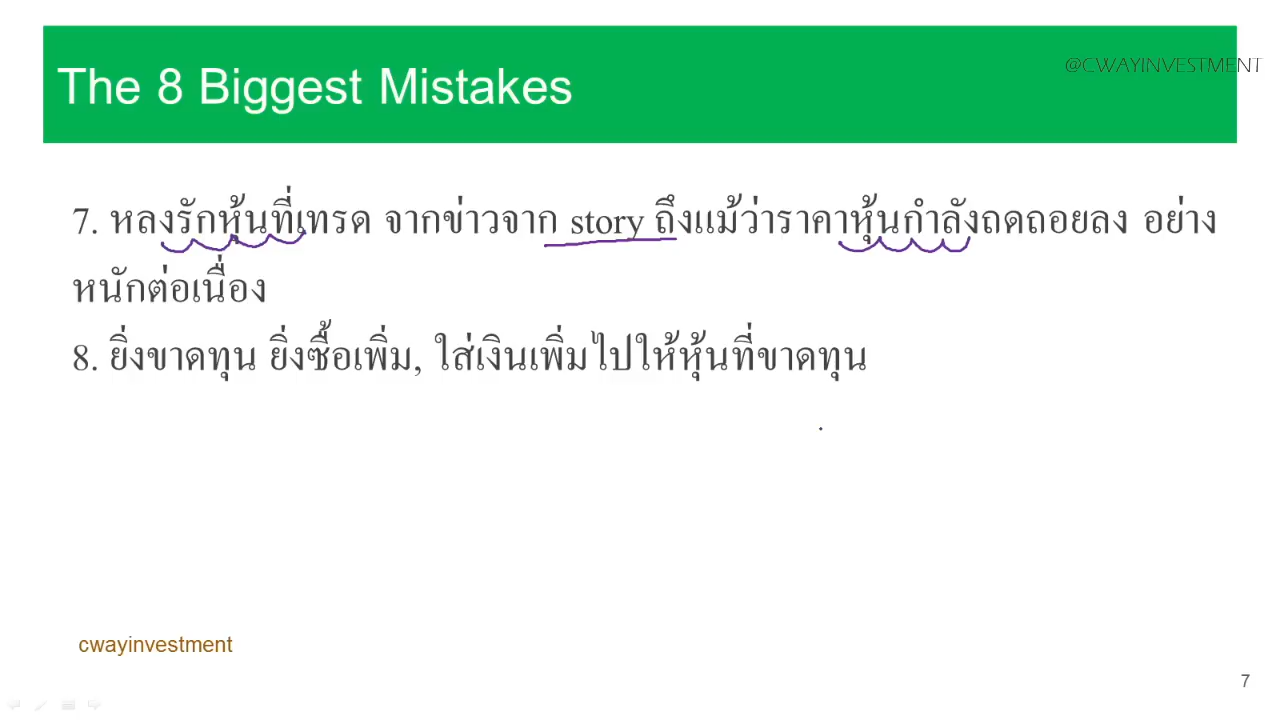 @CWAYINVESTMENT
The 8 Biggest Mistakes
7. หลงรักหุ้นที่เทรด จากข่าวจาก story ถึงแม้ว่าราคาหุ้นกำลังถดถอยลง อย่าง
หนักต่อเนื่อง
8. ยิ่งขาดทุน ยิ่งซื้อเพิ่ม, ใส่เงินเพิ่มไปให้หุ้นที่ขาดทุน
cwayinvestment
7